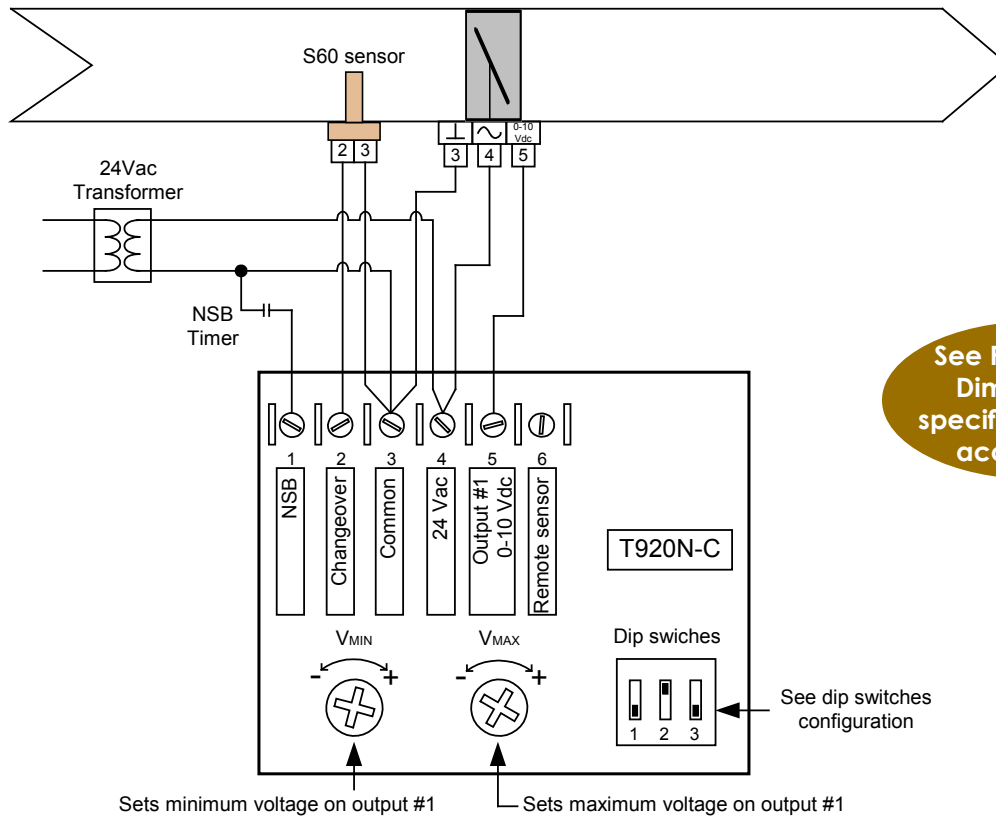 S60 sensor
0-10
Vdc
2 3
3 4 5
24Vac
Transformer
NSB
Timer
See
Dim
specif
acc
1 2 3 4 5 6
NSB
Changeover
Common
24 Vac
Output #1
0-10 Vdc
Remote sensor
T920N-C
VMIN
- +
VMAX
- +
Dip swiches
1 2 3
See dip switches
configuration
Sets minimum voltage on output #1
Sets maximum voltage on output #1